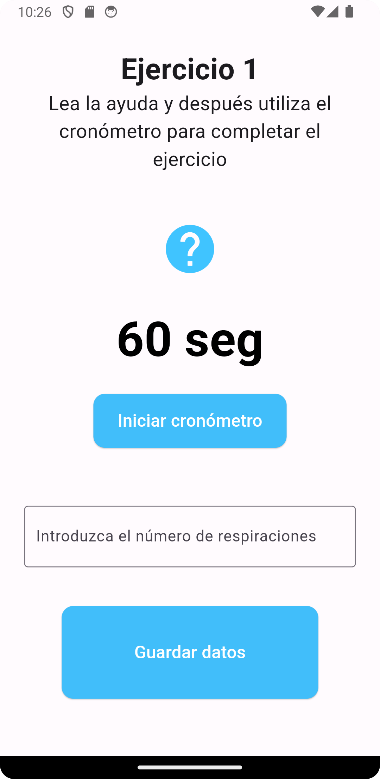 10:26
Ejercicio 1
Lea la ayuda y después utiliza el
cronómetro para completar el
ejercicio
?
60 seg
Iniciar cronómetro
Introduzca el número de respiraciones
Guardar datos